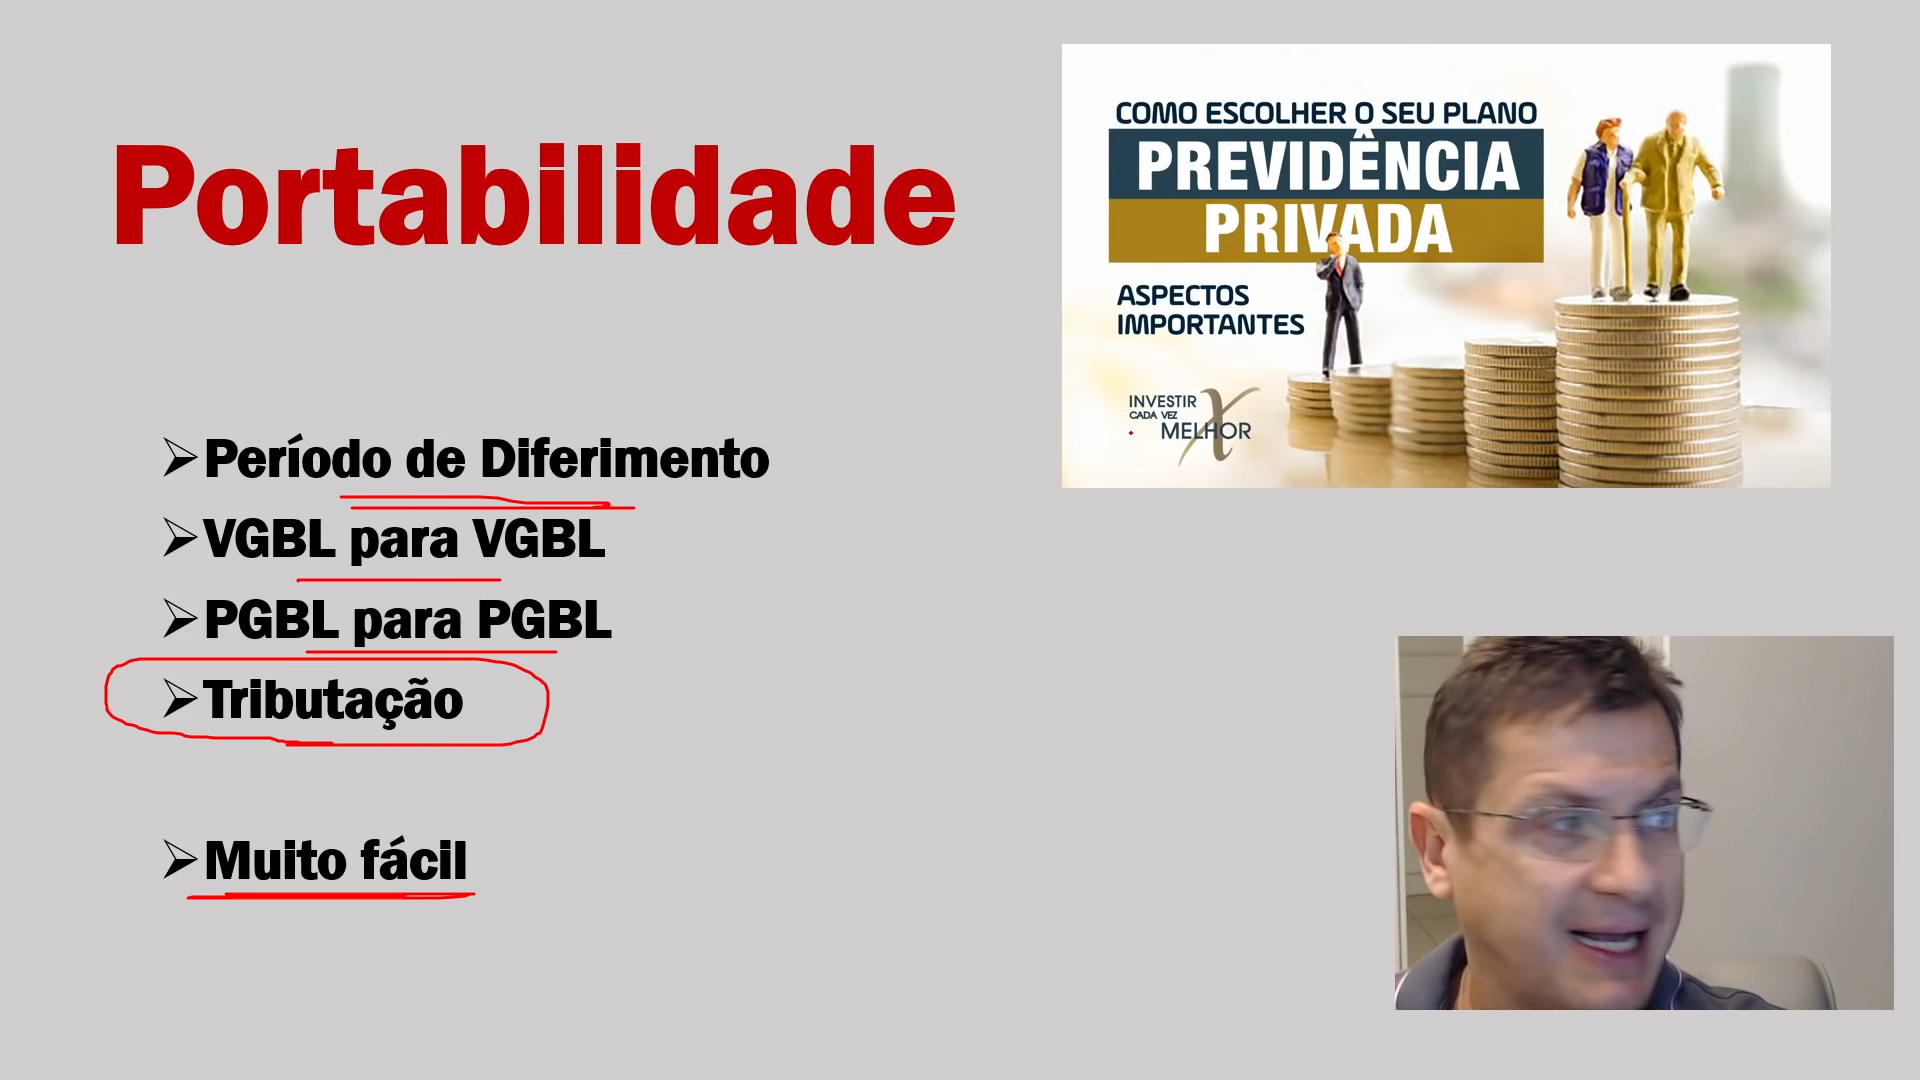 Portabilidade
Período de Diferimento
VGBL para VGBL
PGBL para PGBL
Tributação
Muito fácil
COMO ESCOLHER O SEU PLANO
PREVIDÊNCIA
PRIVADA
ASPECTOS
IMPORTANTES
INVESTIR
CADA VEZ
MELHOR